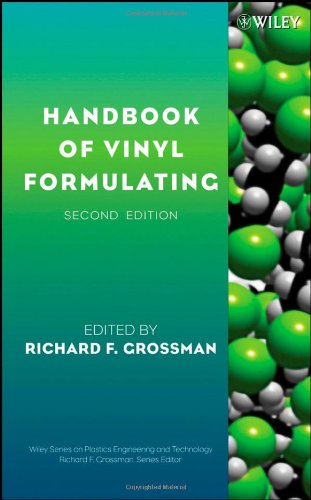 WILEY
HANDBOOK
OF VINYL
FORMULATING
SECOND EDITION
EDITED BY
RICHARD F. GROSSMAN
Wiley Series on Plastics Engineering and Technology
Richard F. Grossman, Series Editor